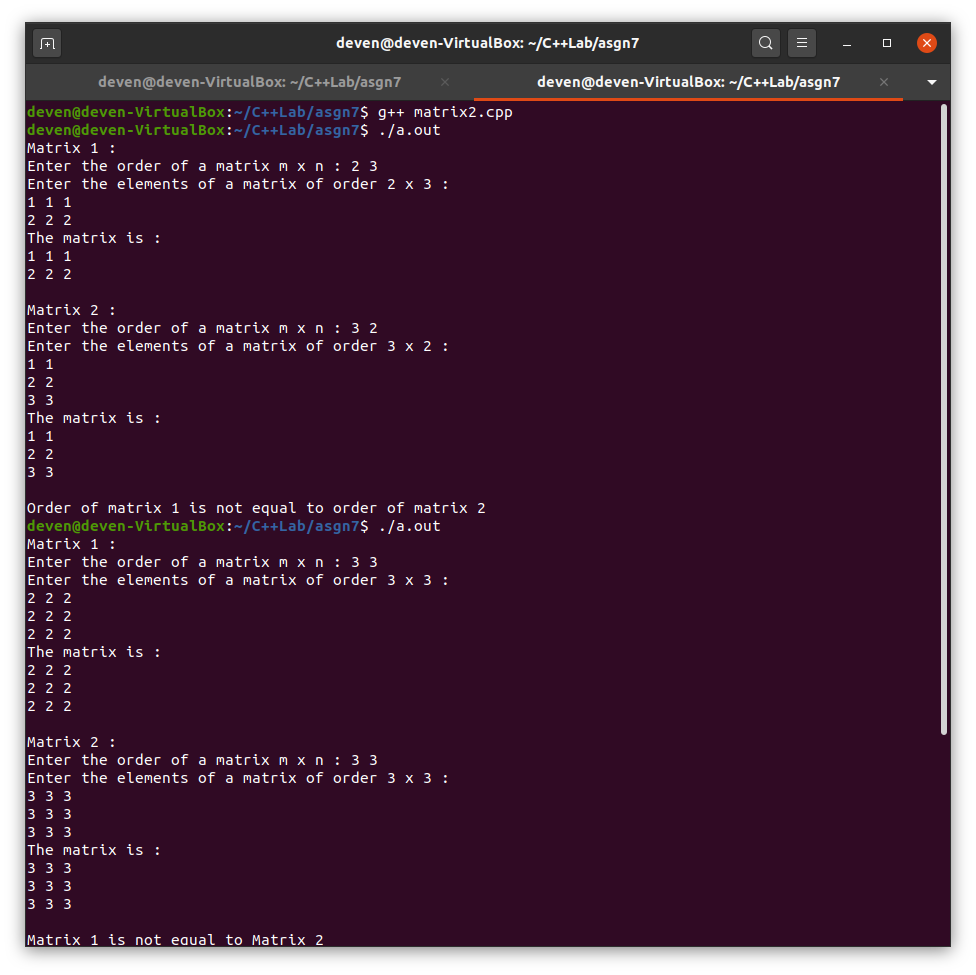 deven@deven-VirtualBox: ~/C++Lab/asgn7
deven@deven-VirtualBox: ~/C++Lab/asgn7 × deven@deven-VirtualBox: ~/C++Lab/asgn7 ×
deven@deven-VirtualBox:~/C++Lab/asgn7$ g++ matrix2.cpp
deven@deven-VirtualBox:~/C++Lab/asgn7$ ./a.out
Matrix 1 :
Enter the order of a matrix m x n : 2 3
Enter the elements of a matrix of order 2 x 3 :
1 1 1
2 2 2
The matrix is :
1 1 1
2 2 2

Matrix 2 :
Enter the order of a matrix m x n : 3 2
Enter the elements of a matrix of order 3 x 2 :
1 1
2 2
3 3
The matrix is :
1 1
2 2
3 3

Order of matrix 1 is not equal to order of matrix 2
deven@deven-VirtualBox:~/C++Lab/asgn7$ ./a.out
Matrix 1 :
Enter the order of a matrix m x n : 3 3
Enter the elements of a matrix of order 3 x 3 :
2 2 2
2 2 2
2 2 2
The matrix is :
2 2 2
2 2 2
2 2 2

Matrix 2 :
Enter the order of a matrix m x n : 3 3
Enter the elements of a matrix of order 3 x 3 :
3 3 3
3 3 3
3 3 3
The matrix is :
3 3 3
3 3 3
3 3 3

Matrix 1 is not equal to Matrix 2